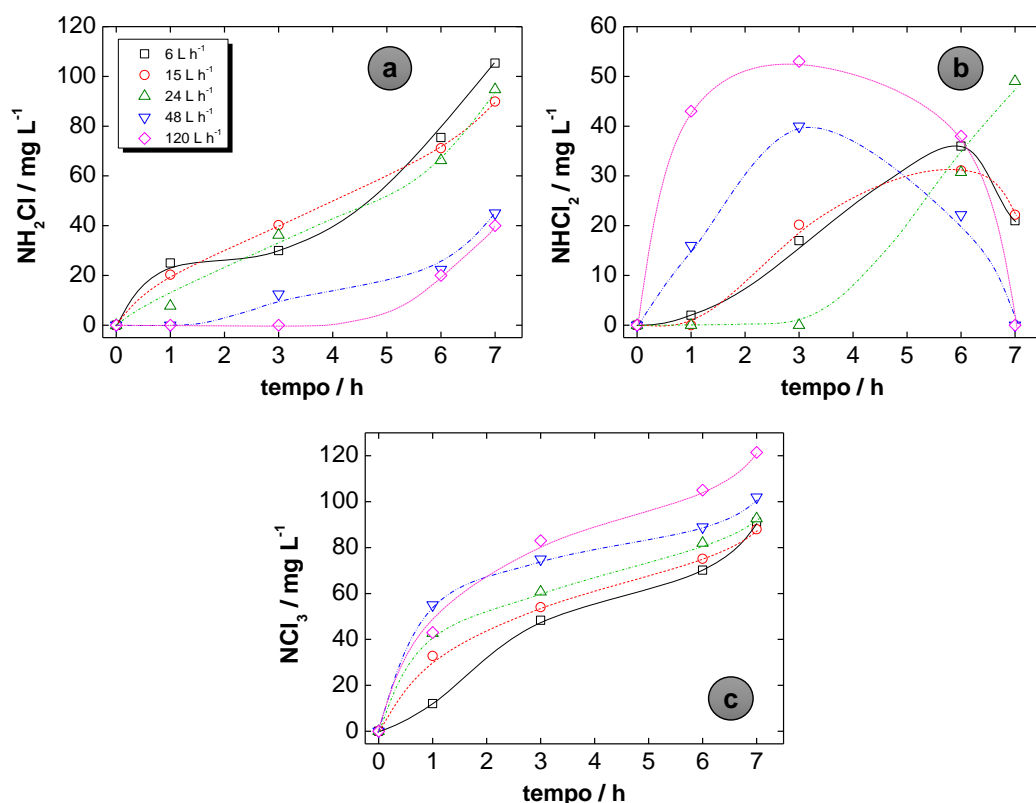 120
100
80
60
40
20
0
NH₂Cl / mg L⁻¹
6 L h⁻¹
15 L h⁻¹
24 L h⁻¹
48 L h⁻¹
120 L h⁻¹
a
0 1 2 3 4 5 6 7
tempo / h
60
50
40
30
20
10
0
NHCl₂ / mg L⁻¹
b
0 1 2 3 4 5 6 7
tempo / h
120
100
80
60
40
20
0
NCl₃ / mg L⁻¹
c
0 1 2 3 4 5 6 7
tempo / h